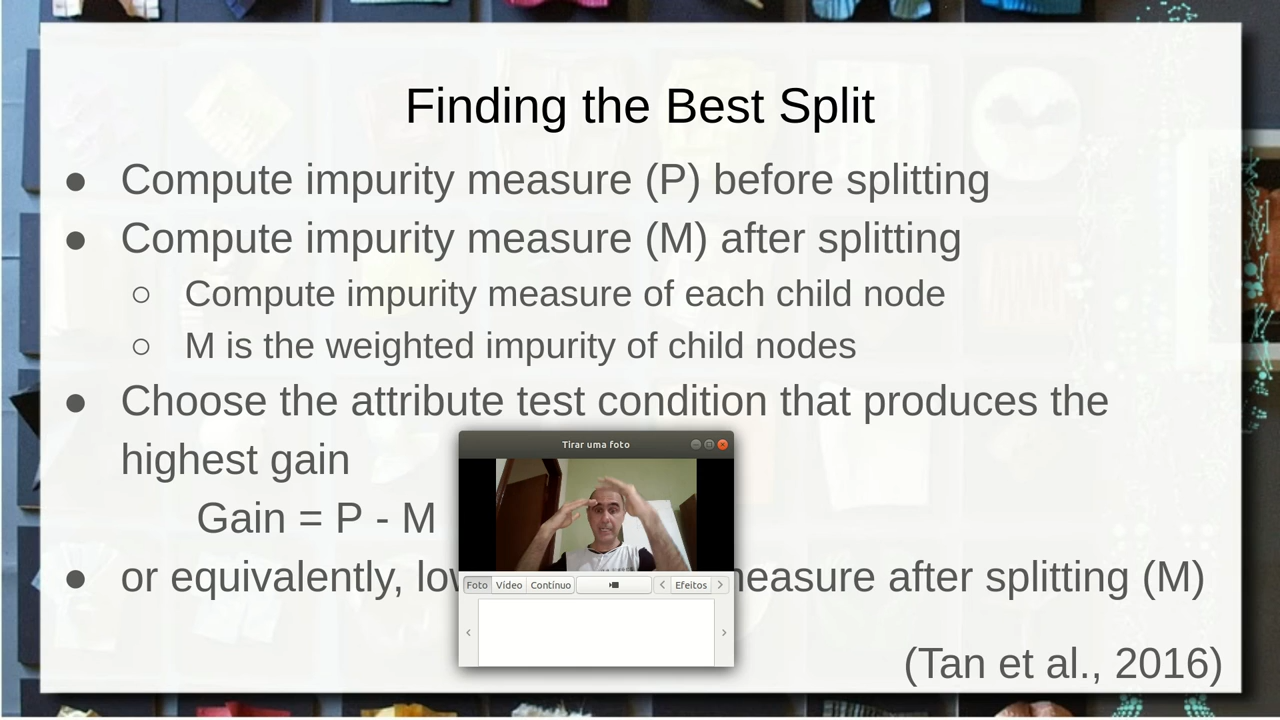 Finding the Best Split
● Compute impurity measure (P) before splitting
● Compute impurity measure (M) after splitting
○ Compute impurity measure of each child node
○ M is the weighted impurity of child nodes
● Choose the attribute test condition that produces the
highest gain
Tirar uma foto
Gain = P - M
● or equivalently, measure after splitting (M)
Foto Vídeo Contínuo Efeitos
(Tan et al., 2016)